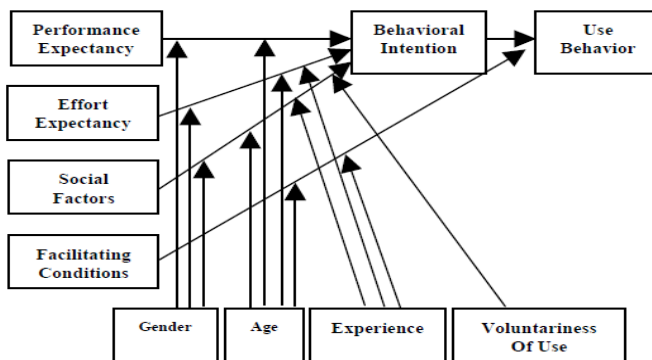 Performance
Expectancy
Behavioral
Intention
Use
Behavior
Effort
Expectancy
Social
Factors
Facilitating
Conditions
Gender
Age
Experience
Voluntariness
Of Use